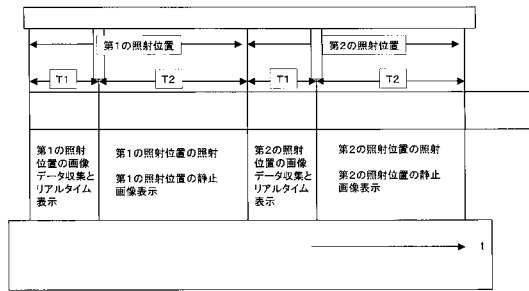 第1の照射位置
第2の照射位置
T1
T2
T1
T2
第1の照射
位置の画像
データ収集と
リアルタイム
表示
第1の照射位置の照射
第1の照射位置の静止
画像表示
第2の照射
位置の画像
データ収集と
リアルタイム
表示
第2の照射位置の照射
第2の照射位置の静止
画像表示
t